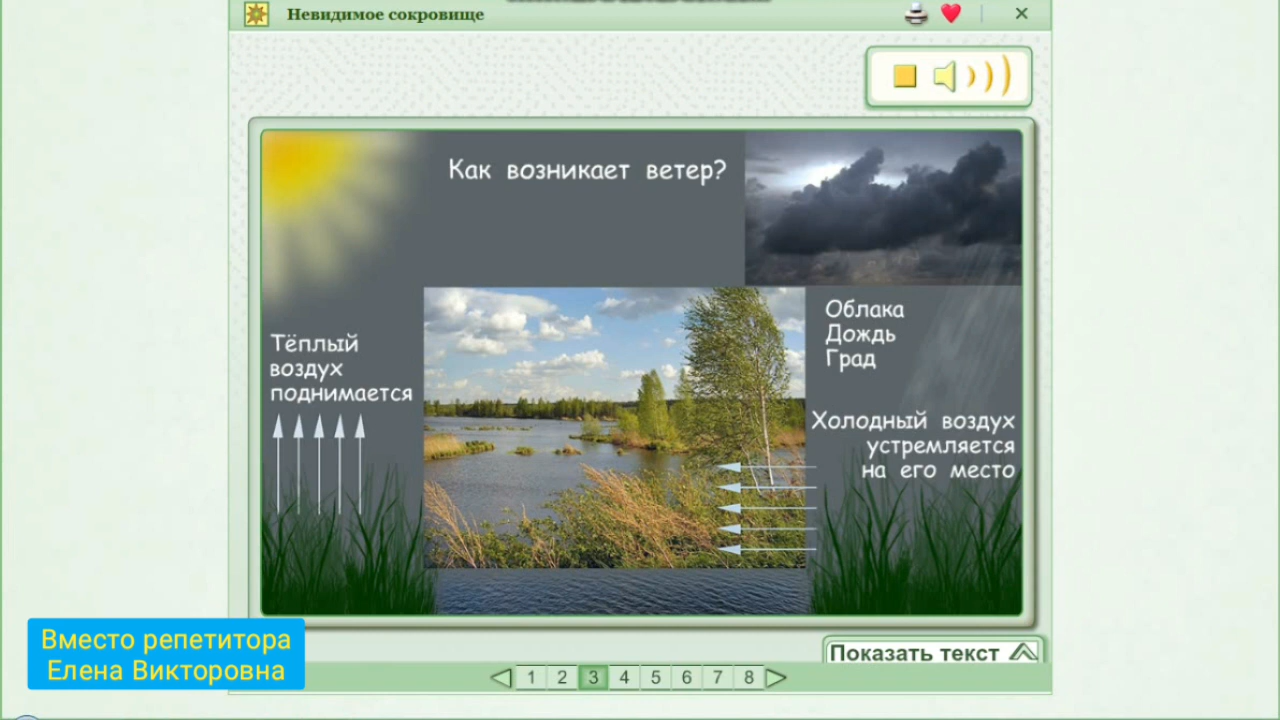 Невидимое сокровище
Как возникает ветер?
Тёплый
воздух
поднимается
Облака
Дождь
Град
Холодный воздух
устремляется
на его место
Показать текст
1 2 3 4 5 6 7 8
Вместо репетитора
Елена Викторовна